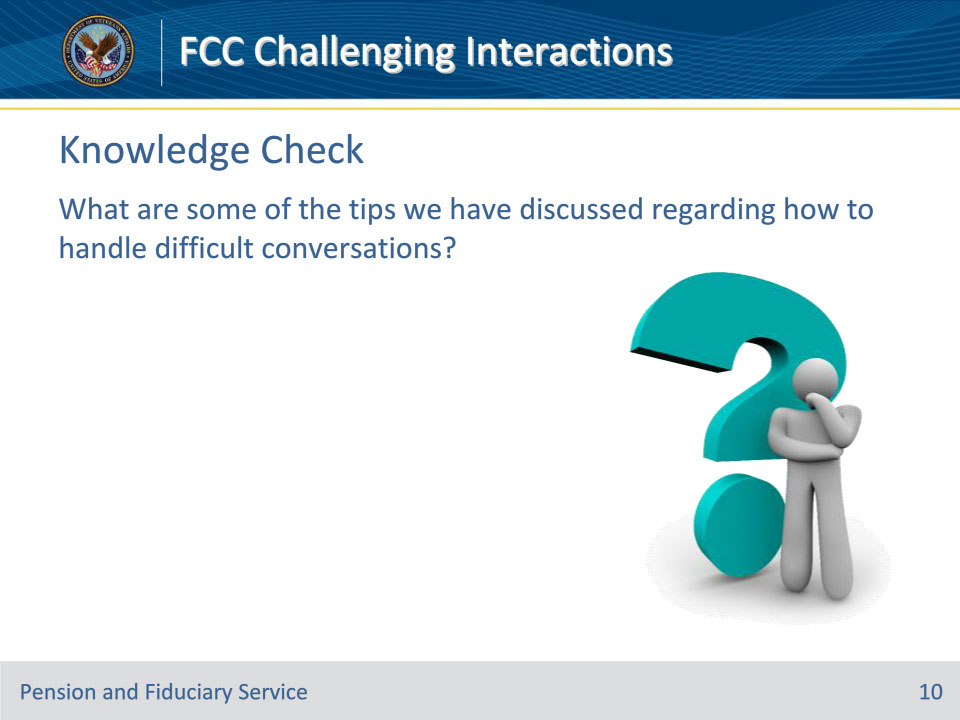 FCC Challenging Interactions
Knowledge Check
What are some of the tips we have discussed regarding how to
handle difficult conversations?
Pension and Fiduciary Service
10